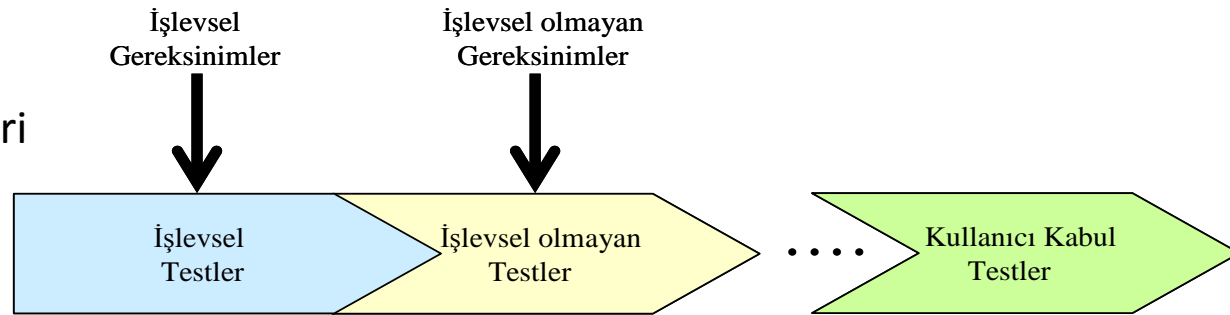 İşlevsel
Gereksinimler
İşlevsel olmayan
Gereksinimler
ri
İşlevsel
Testler
İşlevsel olmayan
Testler
....
Kullanıcı Kabul
Testler